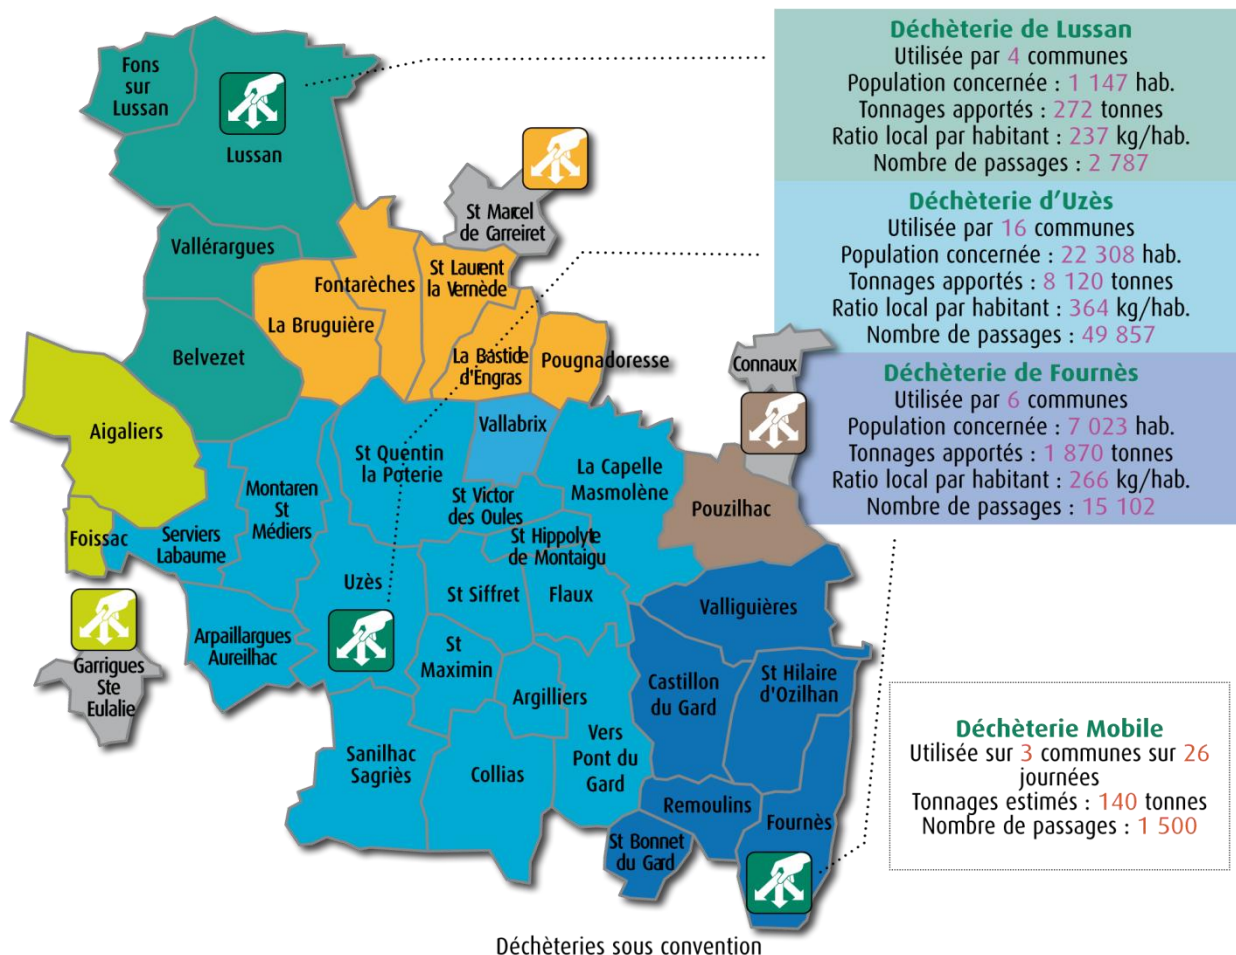 Déchèterie de Lussan
Utilisée par 4 communes
Population concernée : 1 147 hab.
Tonnages apportés : 272 tonnes
Ratio local par habitant : 237 kg/hab.
Nombre de passages : 2 787
Déchèterie d'Uzès
Utilisée par 16 communes
Population concernée : 22 308 hab.
Tonnages apportés : 8 120 tonnes
Ratio local par habitant : 364 kg/hab.
Nombre de passages : 49 857
Déchèterie de Fournès
Utilisée par 6 communes
Population concernée : 7 023 hab.
Tonnages apportés : 1 870 tonnes
Ratio local par habitant : 266 kg/hab.
Nombre de passages : 15 102
Fons
sur
Lussan
Lussan
St Marcel
de Carreiret
Vallérargues
Fontarèches
St Laurent
la Vernède
La Bruguière
Belvezet
La Bastide
d'Engras
Pougnadoresse
Connaux
Aigaliers
Vallabrix
St Quentin
la Poterie
La Capelle
Masmolène
Montaren
St
Médiers
St Victor
des Oules
Pouzilhac
Foissac
Serviers
Labaume
St Hippolyte
de Montaigu
Uzès
St Siffret
Flaux
Valliguières
Arpaillargues
Aureilhac
St
Maximin
Garrigues
Ste
Eulalie
Argilliers
Castillon
du Gard
St Hilaire
d'Ozilhan
Vers
Pont du
Gard
Sanilhac
Sagriès
Collias
Remoulins
Fournès
St Bonnet
du Gard
Déchèterie Mobile
Utilisée sur 3 communes sur 26
journées
Tonnages estimés : 140 tonnes
Nombre de passages : 1 500
Déchèteries sous convention